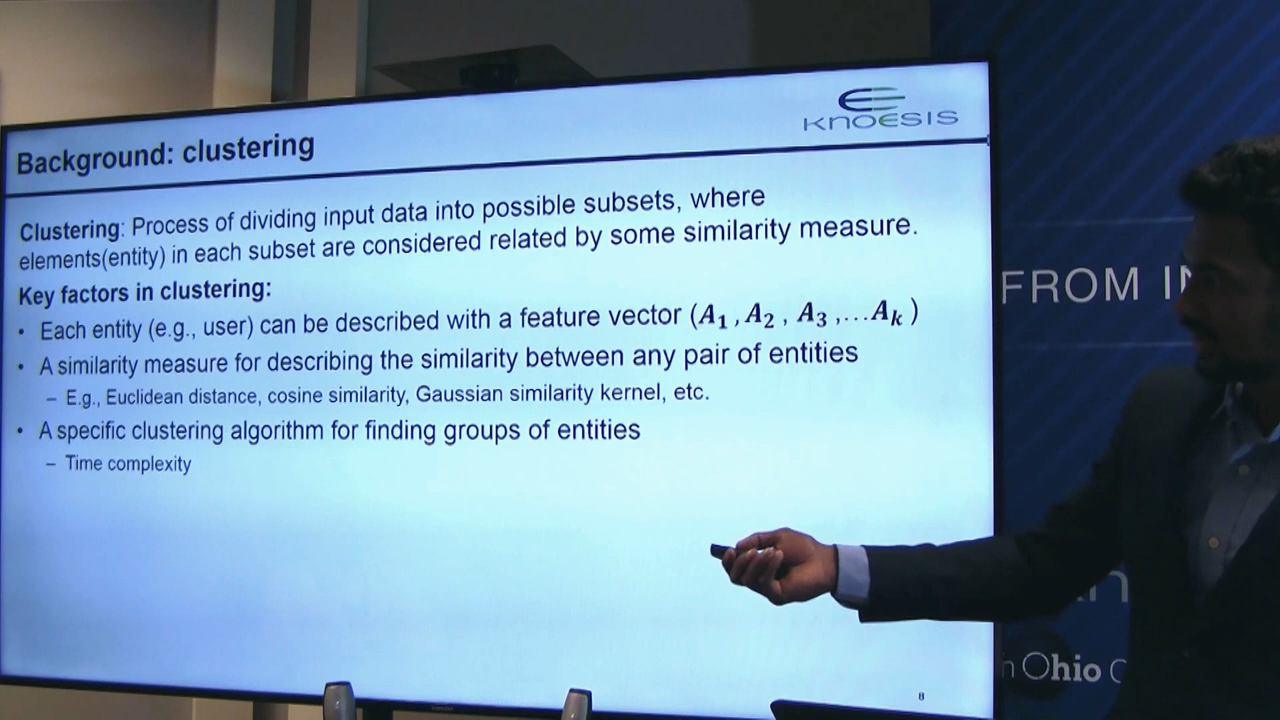 KNOESIS
Background: clustering
Clustering: Process of dividing input data into possible subsets, where
elements(entity) in each subset are considered related by some similarity measure.
Key factors in clustering:
• Each entity (e.g., user) can be described with a feature vector (A₁ , A₂ , A₃ ,…Aₖ )
• A similarity measure for describing the similarity between any pair of entities
– E.g., Euclidean distance, cosine similarity, Gaussian similarity kernel, etc.
• A specific clustering algorithm for finding groups of entities
– Time complexity
8
FROM
Ohio